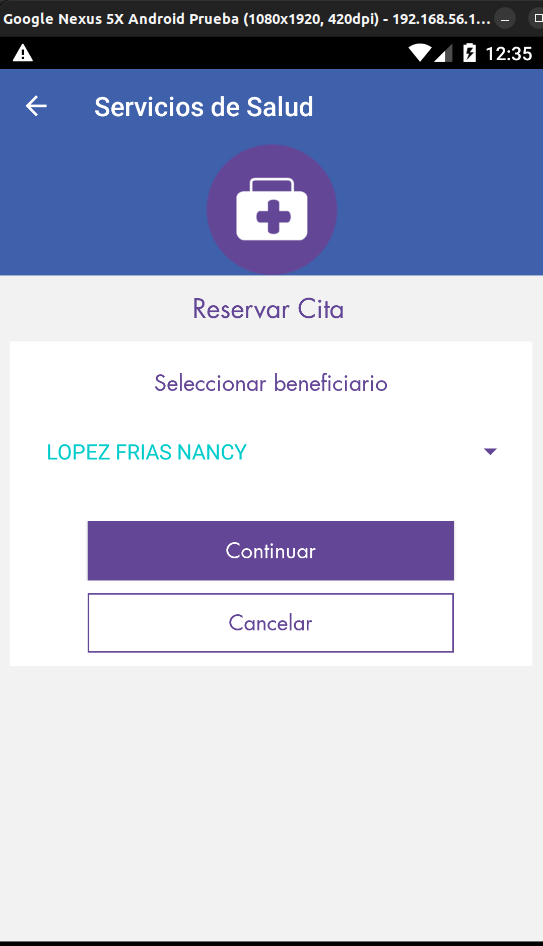 Google Nexus 5X Android Prueba (1080x1920, 420dpi) - 192.168.56.1...
12:35
Servicios de Salud
Reservar Cita
Seleccionar beneficiario
LOPEZ FRIAS NANCY
Continuar
Cancelar